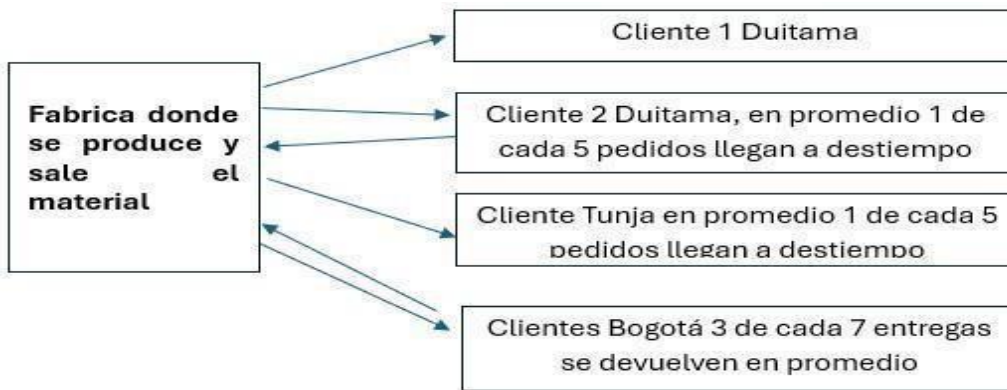 Fabrica donde
se produce y
sale el
material
Cliente 1 Duitama
Cliente 2 Duitama, en promedio 1 de
cada 5 pedidos llegan a destiempo
Cliente Tunja en promedio 1 de cada 5
pedidos llegan a destiempo
Clientes Bogotá 3 de cada 7 entregas
se devuelven en promedio